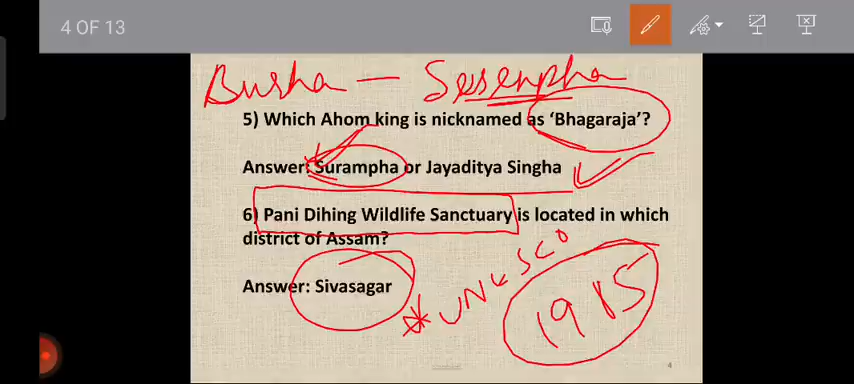 4 OF 13
Burha — Susenpha
5) Which Ahom king is nicknamed as ‘Bhagaraja’?
Answer: Surampha or Jayaditya Singha
6) Pani Dihing Wildlife Sanctuary is located in which
district of Assam?
Answer: Sivasagar
* UNESCO
1985
4